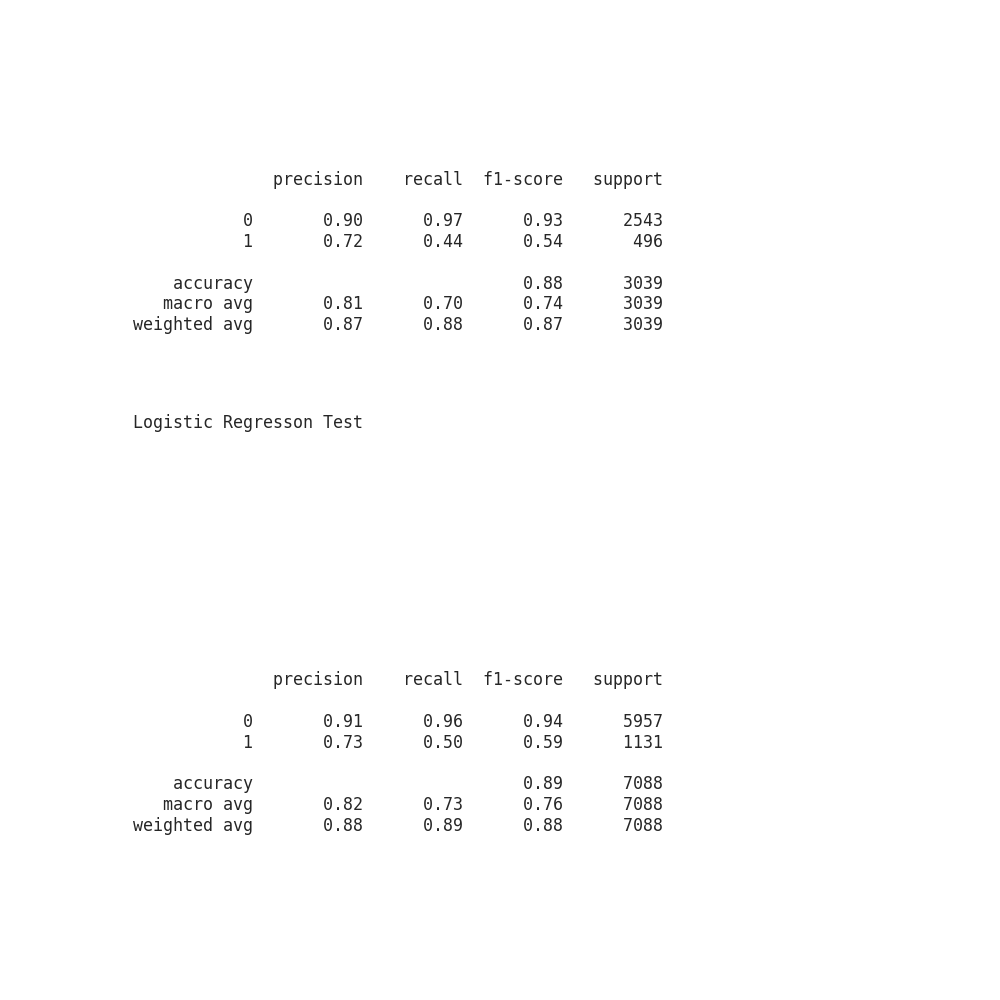 precision recall f1-score support
0 0.90 0.97 0.93 2543
1 0.72 0.44 0.54 496
accuracy 0.88 3039
macro avg 0.81 0.70 0.74 3039
weighted avg 0.87 0.88 0.87 3039
Logistic Regresson Test
precision recall f1-score support
0 0.91 0.96 0.94 5957
1 0.73 0.50 0.59 1131
accuracy 0.89 7088
macro avg 0.82 0.73 0.76 7088
weighted avg 0.88 0.89 0.88 7088